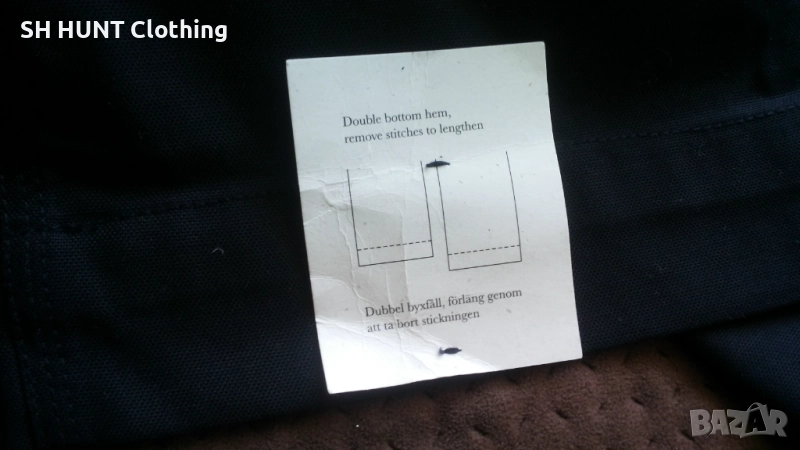 SH HUNT Clothing
Double bottom hem,
remove stitches to lengthen
Dubbel byxfåll, förläng genom
att ta bort stickningen
BAZAR